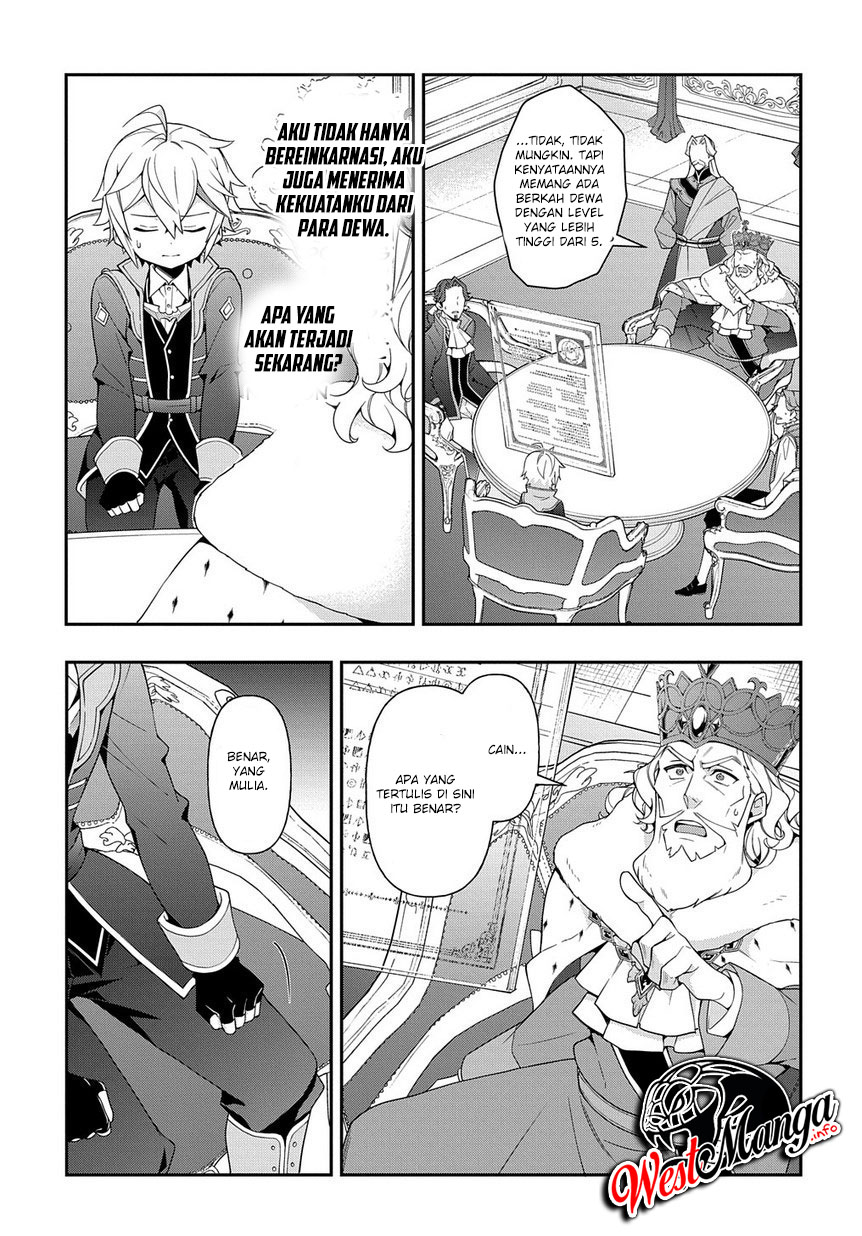 ...TIDAK, TIDAK
MUNGKIN. TAPI
KENYATAANNYA
MEMANG ADA
BERKAH DEWA
DENGAN LEVEL
YANG LEBIH
TINGGI DARI 5.
AKU TIDAK HANYA
BEREINKARNASI, AKU
JUGA MENERIMA
KEKUATANKU DARI
PARA DEWA.
APA YANG
AKAN TERJADI
SEKARANG?
CAIN...
APA YANG
TERTULIS DI SINI
ITU BENAR?
BENAR,
YANG
MULIA.
WestManga
.info